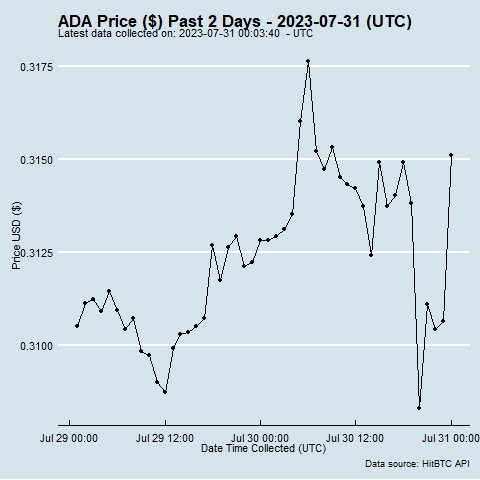 ADA Price ($) Past 2 Days - 2023-07-31 (UTC)
Latest data collected on: 2023-07-31 00:03:40 - UTC
0.3175
0.3150
0.3125
0.3100
Price USD ($)
Jul 29 00:00
Jul 29 12:00
Jul 30 00:00
Jul 30 12:00
Jul 31 00:00
Date Time Collected (UTC)
Data source: HitBTC API